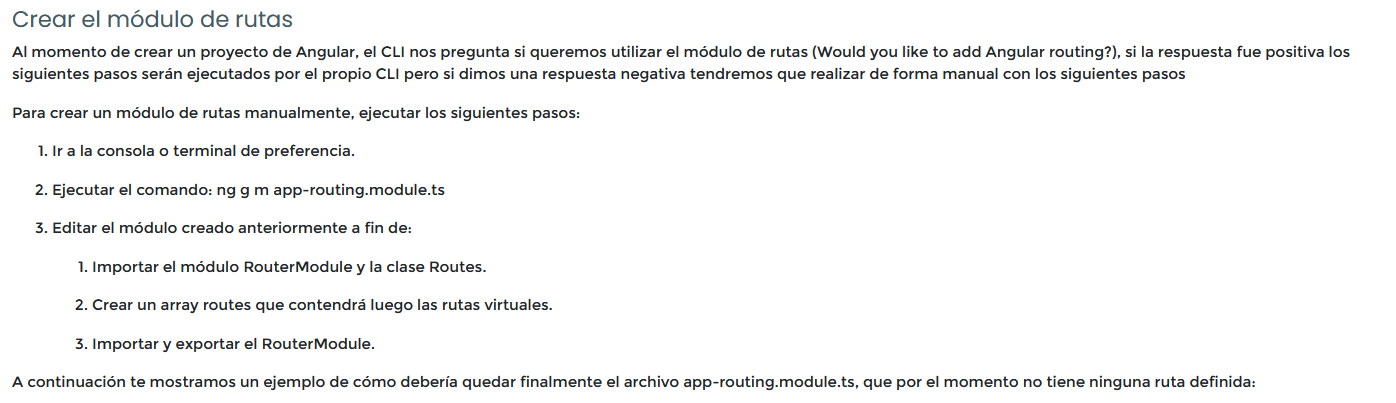 Crear el módulo de rutas
Al momento de crear un proyecto de Angular, el CLI nos pregunta si queremos utilizar el módulo de rutas (Would you like to add Angular routing?), si la respuesta fue positiva los
siguientes pasos serán ejecutados por el propio CLI pero si dimos una respuesta negativa tendremos que realizar de forma manual con los siguientes pasos
Para crear un módulo de rutas manualmente, ejecutar los siguientes pasos:
1. Ir a la consola o terminal de preferencia.
2. Ejecutar el comando: ng g m app-routing.module.ts
3. Editar el módulo creado anteriormente a fin de:
1. Importar el módulo RouterModule y la clase Routes.
2. Crear un array routes que contendrá luego las rutas virtuales.
3. Importar y exportar el RouterModule.
A continuación te mostramos un ejemplo de cómo debería quedar finalmente el archivo app-routing.module.ts, que por el momento no tiene ninguna ruta definida: